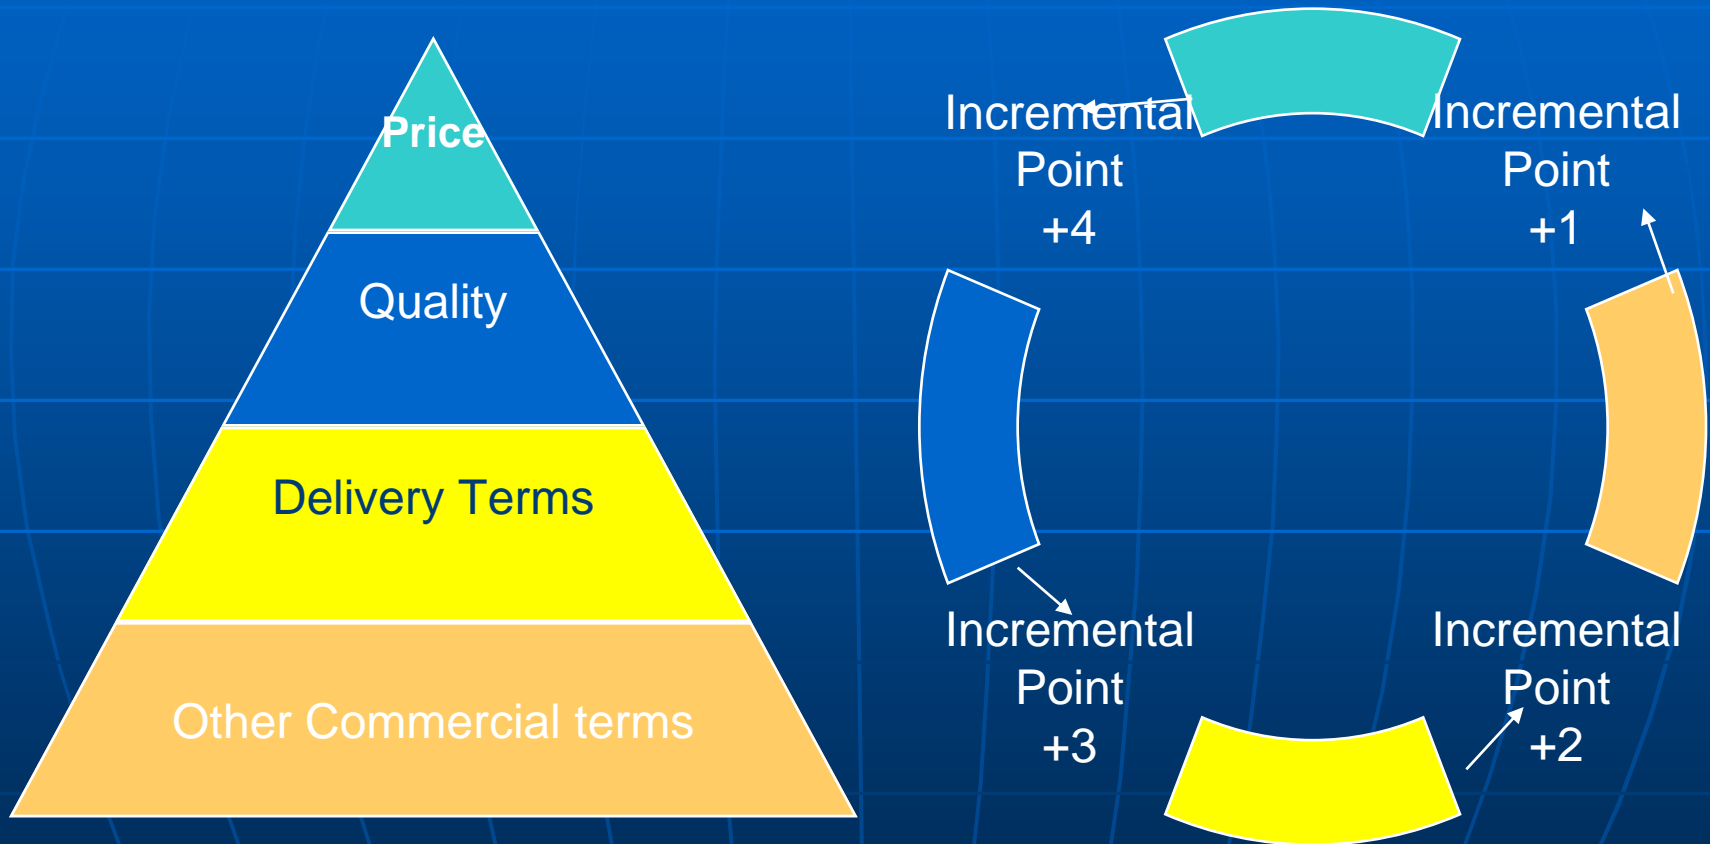 Price
Quality
Delivery Terms
Other Commercial terms
Incremental
Point
+4
Incremental
Point
+1
Incremental
Point
+3
Incremental
Point
+2